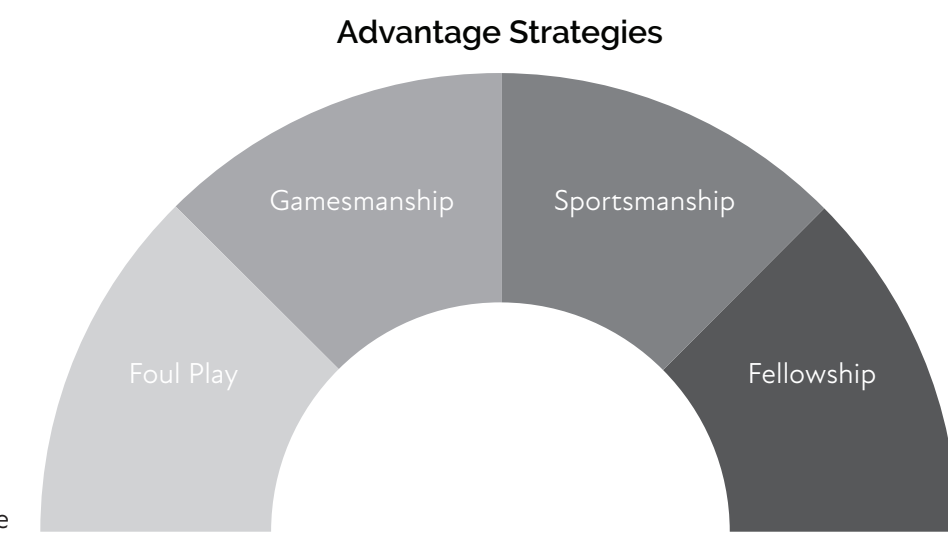 Advantage Strategies
Gamesmanship
Sportsmanship
Foul Play
Fellowship
e